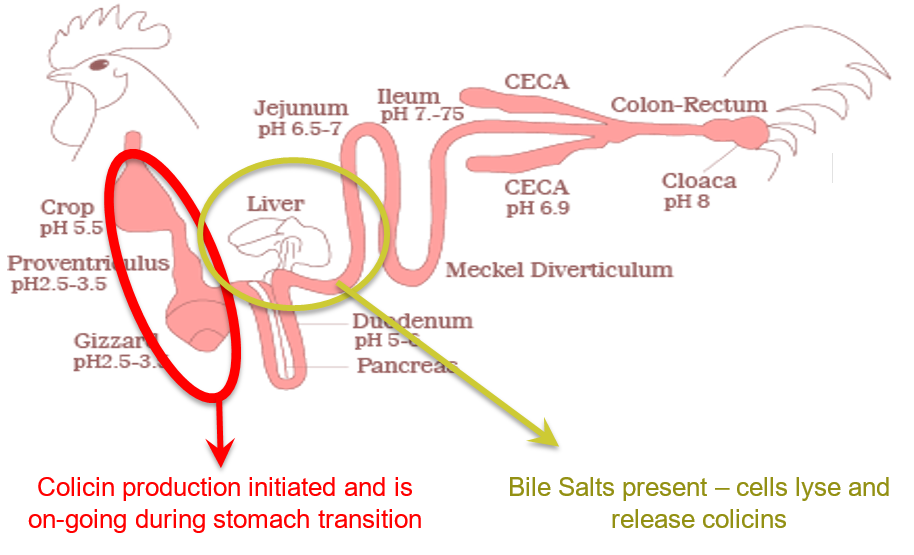 CECA
Jejunum
pH 6.5-7
Ileum
pH 7.-75
Colon-Rectum
Liver
Crop
pH 5.5
CECA
pH 6.9
Cloaca
pH 8
Proventriculus
pH2.5-3.5
Meckel Diverticulum
Gizzard
pH2.5-3.5
Duodenum
pH 5-6
Pancreas
Colicin production initiated and is
on-going during stomach transition
Bile Salts present – cells lyse and
release colicins